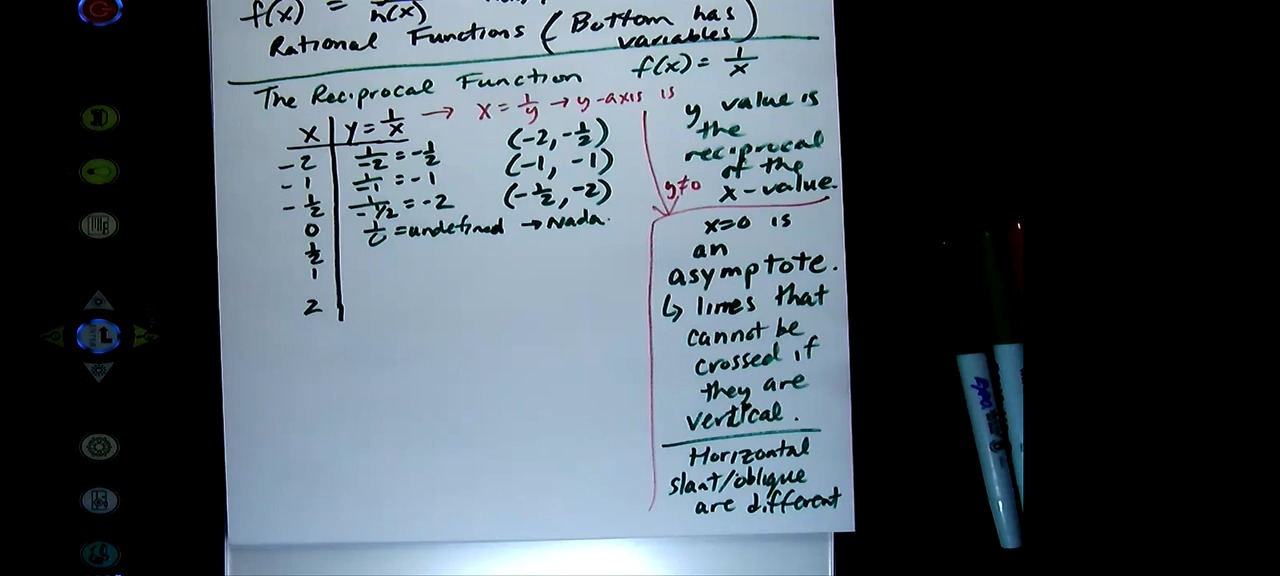 f(x) = h(x)
Rational Functions (Bottom has variables)
The Reciprocal Function f(x) = 1/x
x | y = 1/x → x = 1/y → y-axis is
-2 | 1/-2 = -1/2 (-2, -1/2)
-1 | 1/-1 = -1 (-1, -1)
-1/2 | 1/-1/2 = -2 (-1/2, -2)
0 | 1/0 = undefined → Nada.
1/2
1
2
y≠0
y value is
the
reciprocal
of the
x-value.
x=0 is
an
asymptote.
↳ lines that
cannot be
crossed if
they are
vertical.
Horizontal
slant/oblique
are different